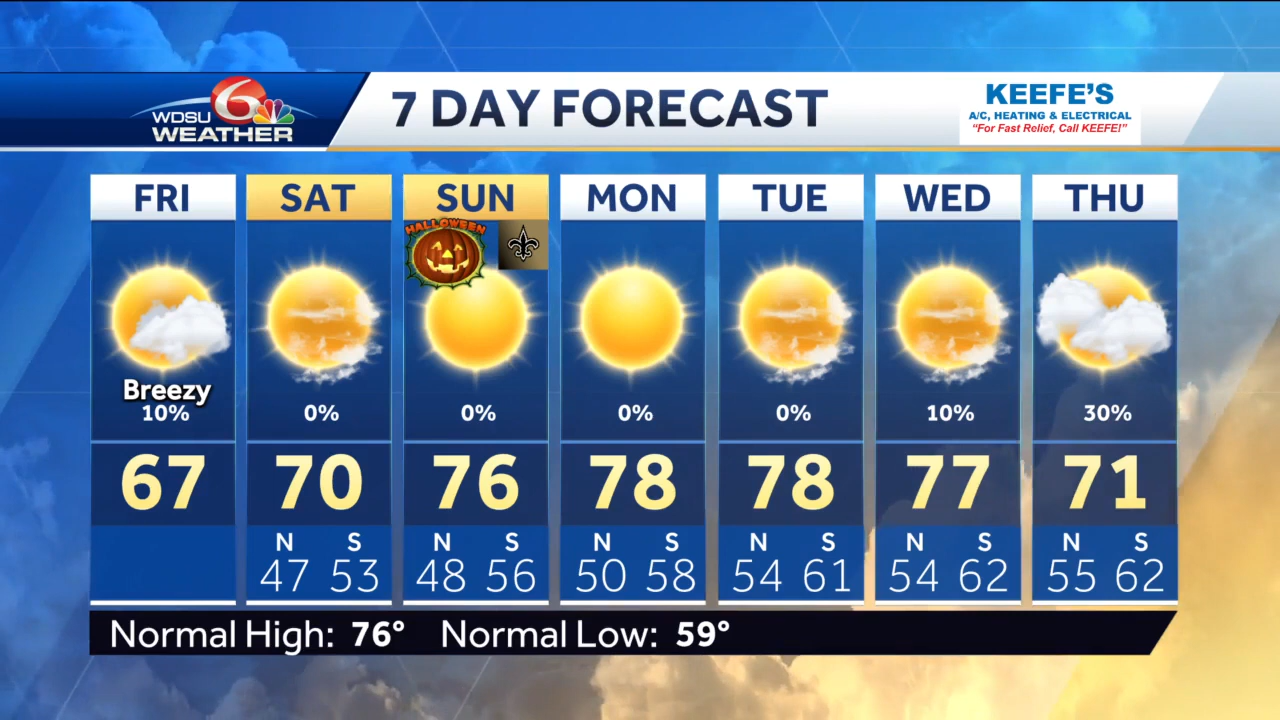 WDSU 6
WEATHER
7 DAY FORECAST
KEEFE'S
A/C, HEATING & ELECTRICAL
"For Fast Relief, Call KEEFE!"
FRI SAT SUN MON TUE WED THU
HALLOWEEN
Breezy
10% 0% 0% 0% 0% 10% 30%
67 70 76 78 78 77 71
N S N S N S N S N S N S
47 53 48 56 50 58 54 61 54 62 55 62
Normal High: 76° Normal Low: 59°